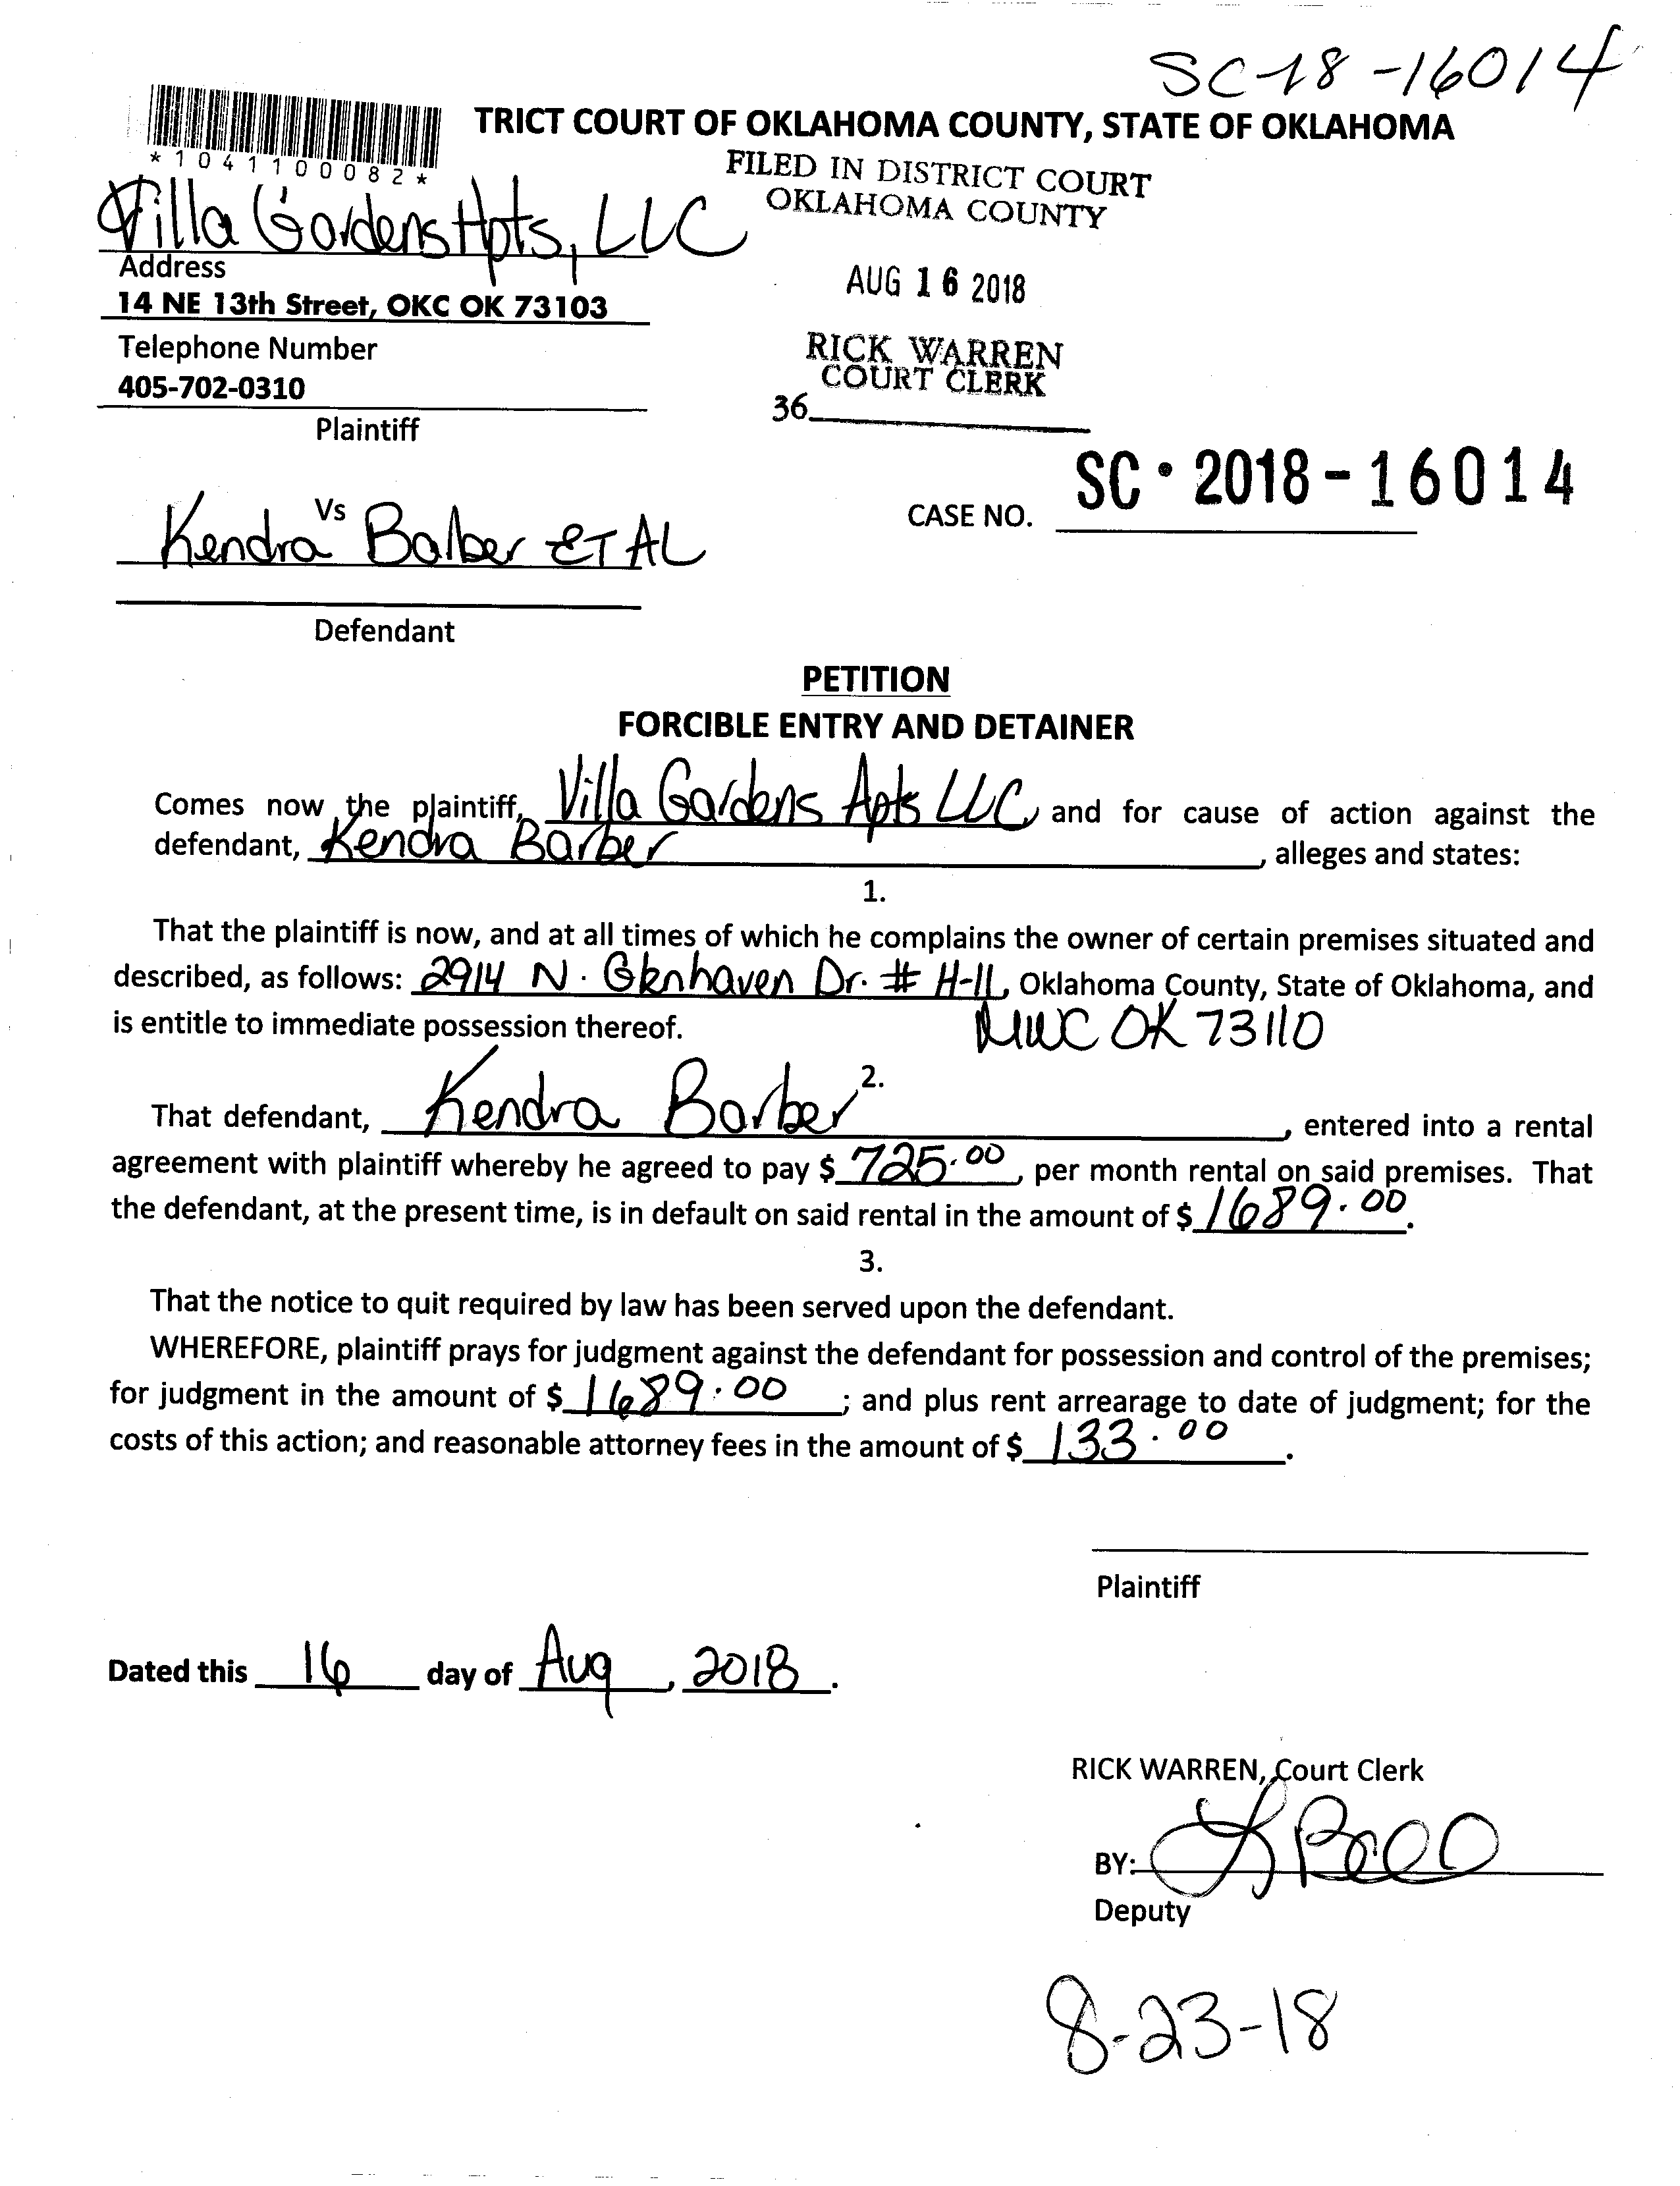 SC-18-16014
TRICT COURT OF OKLAHOMA COUNTY, STATE OF OKLAHOMA
*1041100082*
FILED IN DISTRICT COURT
OKLAHOMA COUNTY
Villa Gardens Apts, LLC
Address
14 NE 13th Street, OKC OK 73103
AUG 16 2018
Telephone Number
405-702-0310
RICK WARREN
COURT CLERK
36
Plaintiff
SC • 2018-16014
CASE NO.
Vs
Kendra Barber ET AL
Defendant
PETITION
FORCIBLE ENTRY AND DETAINER
Comes now the plaintiff, Villa Gardens Apts LLC, and for cause of action against the
defendant, Kendra Barber, alleges and states:
1.
That the plaintiff is now, and at all times of which he complains the owner of certain premises situated and
described, as follows: 2914 N. Glenhaven Dr. # H-11, Oklahoma County, State of Oklahoma, and
is entitle to immediate possession thereof. MWC OK 73110
2.
That defendant, Kendra Barber, entered into a rental
agreement with plaintiff whereby he agreed to pay $ 725.00, per month rental on said premises. That
the defendant, at the present time, is in default on said rental in the amount of $ 1689.00.
3.
That the notice to quit required by law has been served upon the defendant.
WHEREFORE, plaintiff prays for judgment against the defendant for possession and control of the premises;
for judgment in the amount of $ 1689.00; and plus rent arrearage to date of judgment; for the
costs of this action; and reasonable attorney fees in the amount of $ 133.00.
Plaintiff
Dated this 16 day of Aug, 2018.
RICK WARREN, Court Clerk
BY:
Deputy
8-23-18